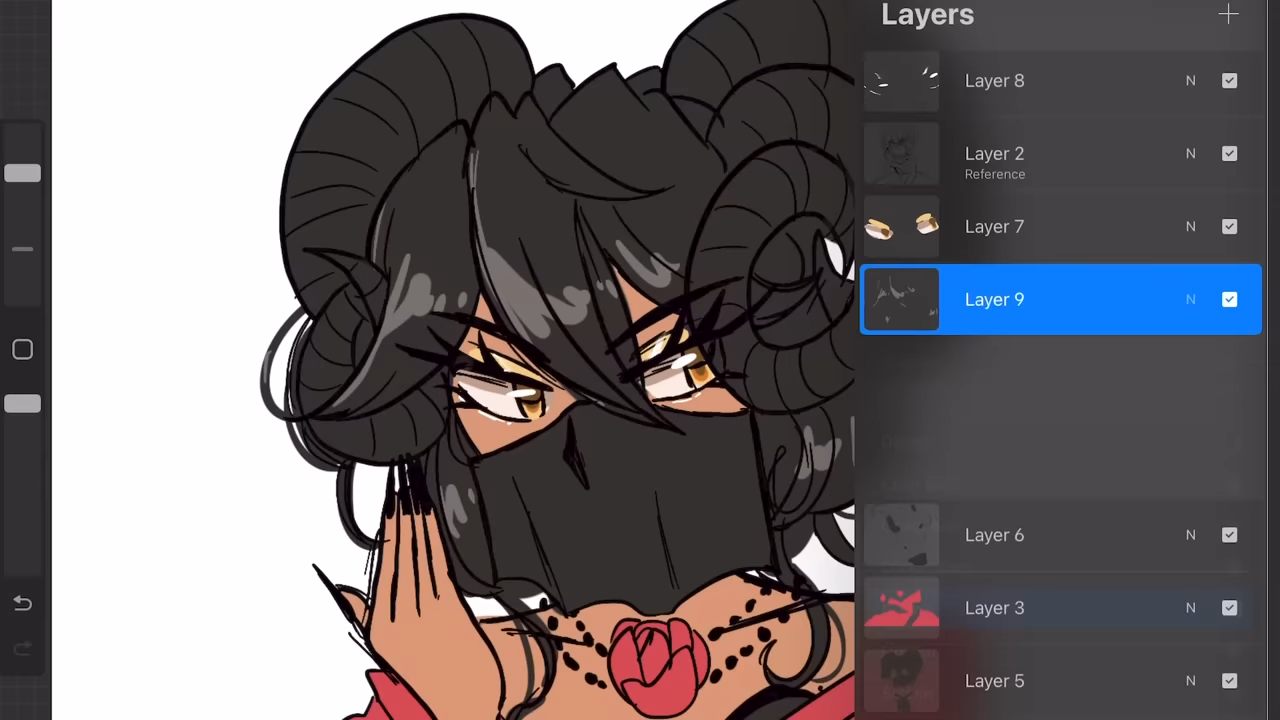 Layers
Layer 8 N
Layer 2 N
Reference
Layer 7 N
Layer 9 N
Layer 6 N
Layer 3 N
Layer 5 N